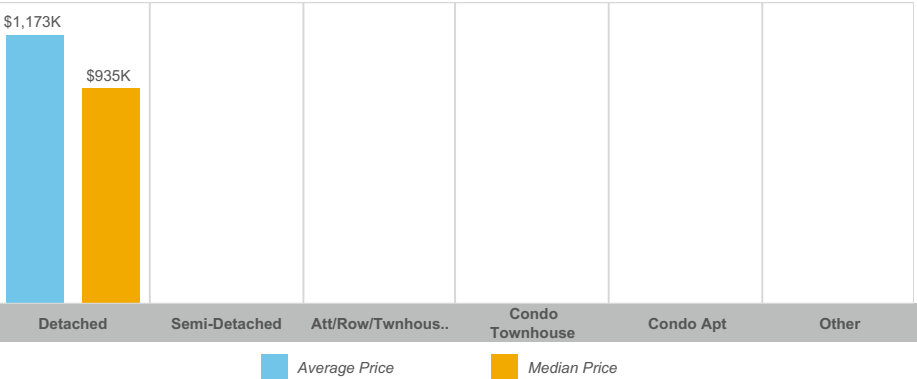 $1,173K
$935K
Detached
Semi-Detached
Att/Row/Twnhous..
Condo
Townhouse
Condo Apt
Other
Average Price
Median Price